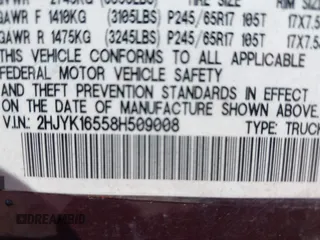 GAWR F 1410KG (3105LBS) P245/65R17 105T 17X7.5
GAWR R 1475KG (3245LBS) P245/65R17 105T 17X7.5
THIS VEHICLE CONFORMS TO ALL APPLICABLE
FEDERAL MOTOR VEHICLE SAFETY
AND THEFT PREVENTION STANDARDS IN EFFECT
ON THE DATE OF MANUFACTURE SHOWN ABOVE.
V.I.N: 2HJYK16558H509008 TYPE: TRUCK
DREAMBID